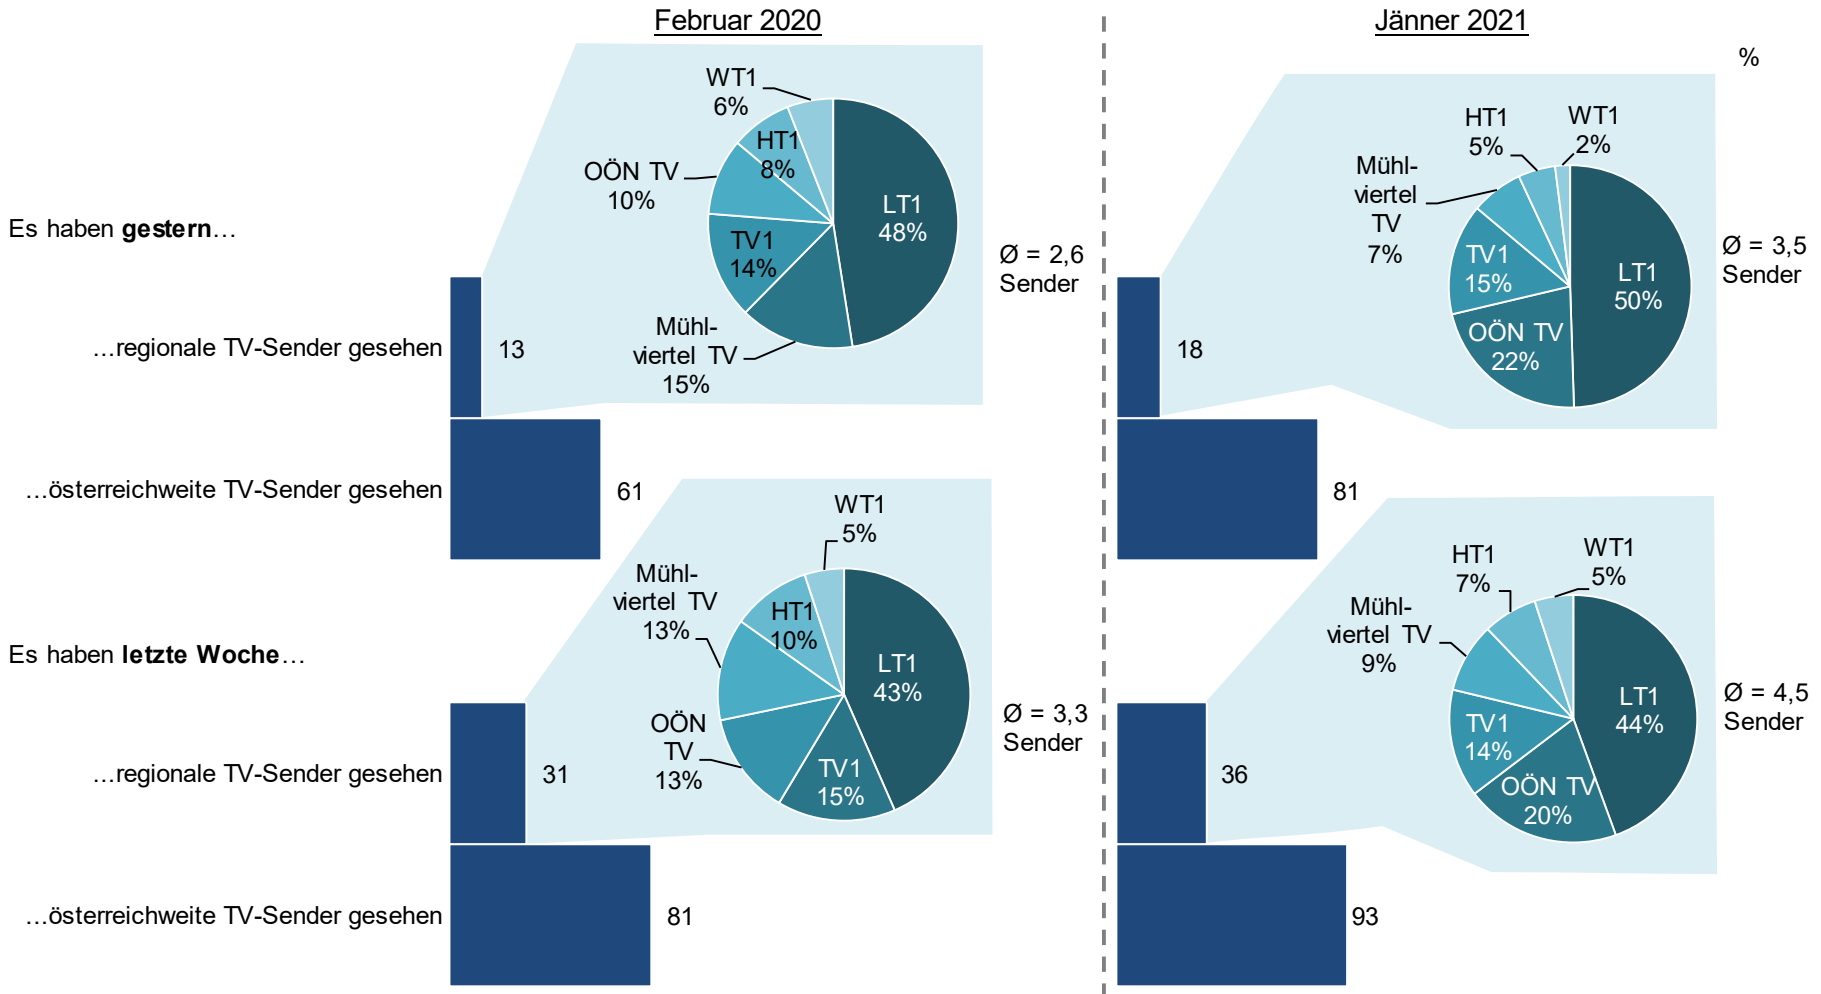 Februar 2020
Jänner 2021
%
Es haben gestern…
WT1
6%
HT1
8%
OÖN TV
10%
LT1
48%
TV1
14%
Mühl-
viertel TV
15%
Ø = 2,6
Sender
HT1
5%
WT1
2%
Mühl-
viertel
TV
7%
TV1
15%
LT1
50%
OÖN TV
22%
Ø = 3,5
Sender
…regionale TV-Sender gesehen
13
18
…österreichweite TV-Sender gesehen
61
81
Es haben letzte Woche…
WT1
5%
Mühl-
viertel TV
13%
HT1
10%
LT1
43%
OÖN
TV
13%
TV1
15%
Ø = 3,3
Sender
HT1
7%
WT1
5%
Mühl-
viertel TV
9%
LT1
44%
TV1
14%
OÖN TV
20%
Ø = 4,5
Sender
…regionale TV-Sender gesehen
31
36
…österreichweite TV-Sender gesehen
81
93